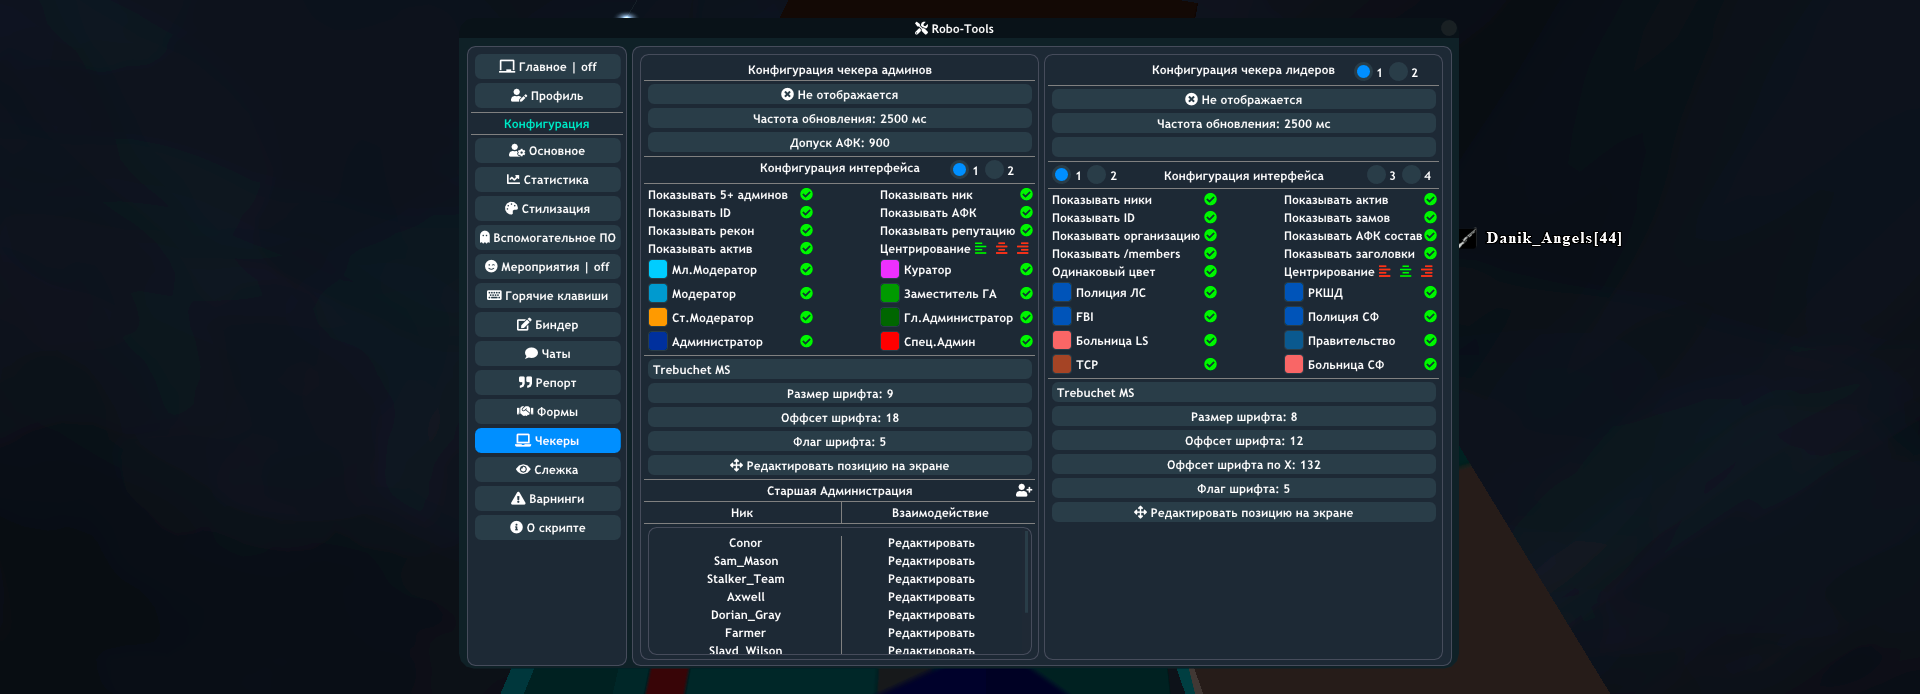 Robo-Tools
Главное | off
Профиль
Конфигурация
Основное
Статистика
Стилизация
Вспомогательное ПО
Мероприятия | off
Горячие клавиши
Биндер
Чаты
Репорт
Формы
Чекеры
Слежка
Варнинги
О скрипте
Конфигурация чекера админов
Не отображается
Частота обновления: 2500 мс
Допуск АФК: 900
Конфигурация интерфейса 1 2
Показывать 5+ админов Показывать ник
Показывать ID Показывать АФК
Показывать рекон Показывать репутацию
Показывать актив Центрирование
Мл.Модератор Куратор
Модератор Заместитель ГА
Ст.Модератор Гл.Администратор
Администратор Спец.Админ
Trebuchet MS
Размер шрифта: 9
Оффсет шрифта: 18
Флаг шрифта: 5
Редактировать позицию на экране
Старшая Администрация
Ник Взаимодействие
Conor Редактировать
Sam_Mason Редактировать
Stalker_Team Редактировать
Axwell Редактировать
Dorian_Gray Редактировать
Farmer Редактировать
Slayd_Wilson Редактировать
Конфигурация чекера лидеров 1 2
Не отображается
Частота обновления: 2500 мс
1 2 Конфигурация интерфейса 3 4
Показывать ники Показывать актив
Показывать ID Показывать замов
Показывать организацию Показывать АФК состав
Показывать /members Показывать заголовки
Одинаковый цвет Центрирование
Полиция ЛС РКШД
FBI Полиция СФ
Больница LS Правительство
ТСР Больница СФ
Trebuchet MS
Размер шрифта: 8
Оффсет шрифта: 12
Оффсет шрифта по X: 132
Флаг шрифта: 5
Редактировать позицию на экране
Danik_Angels[44]